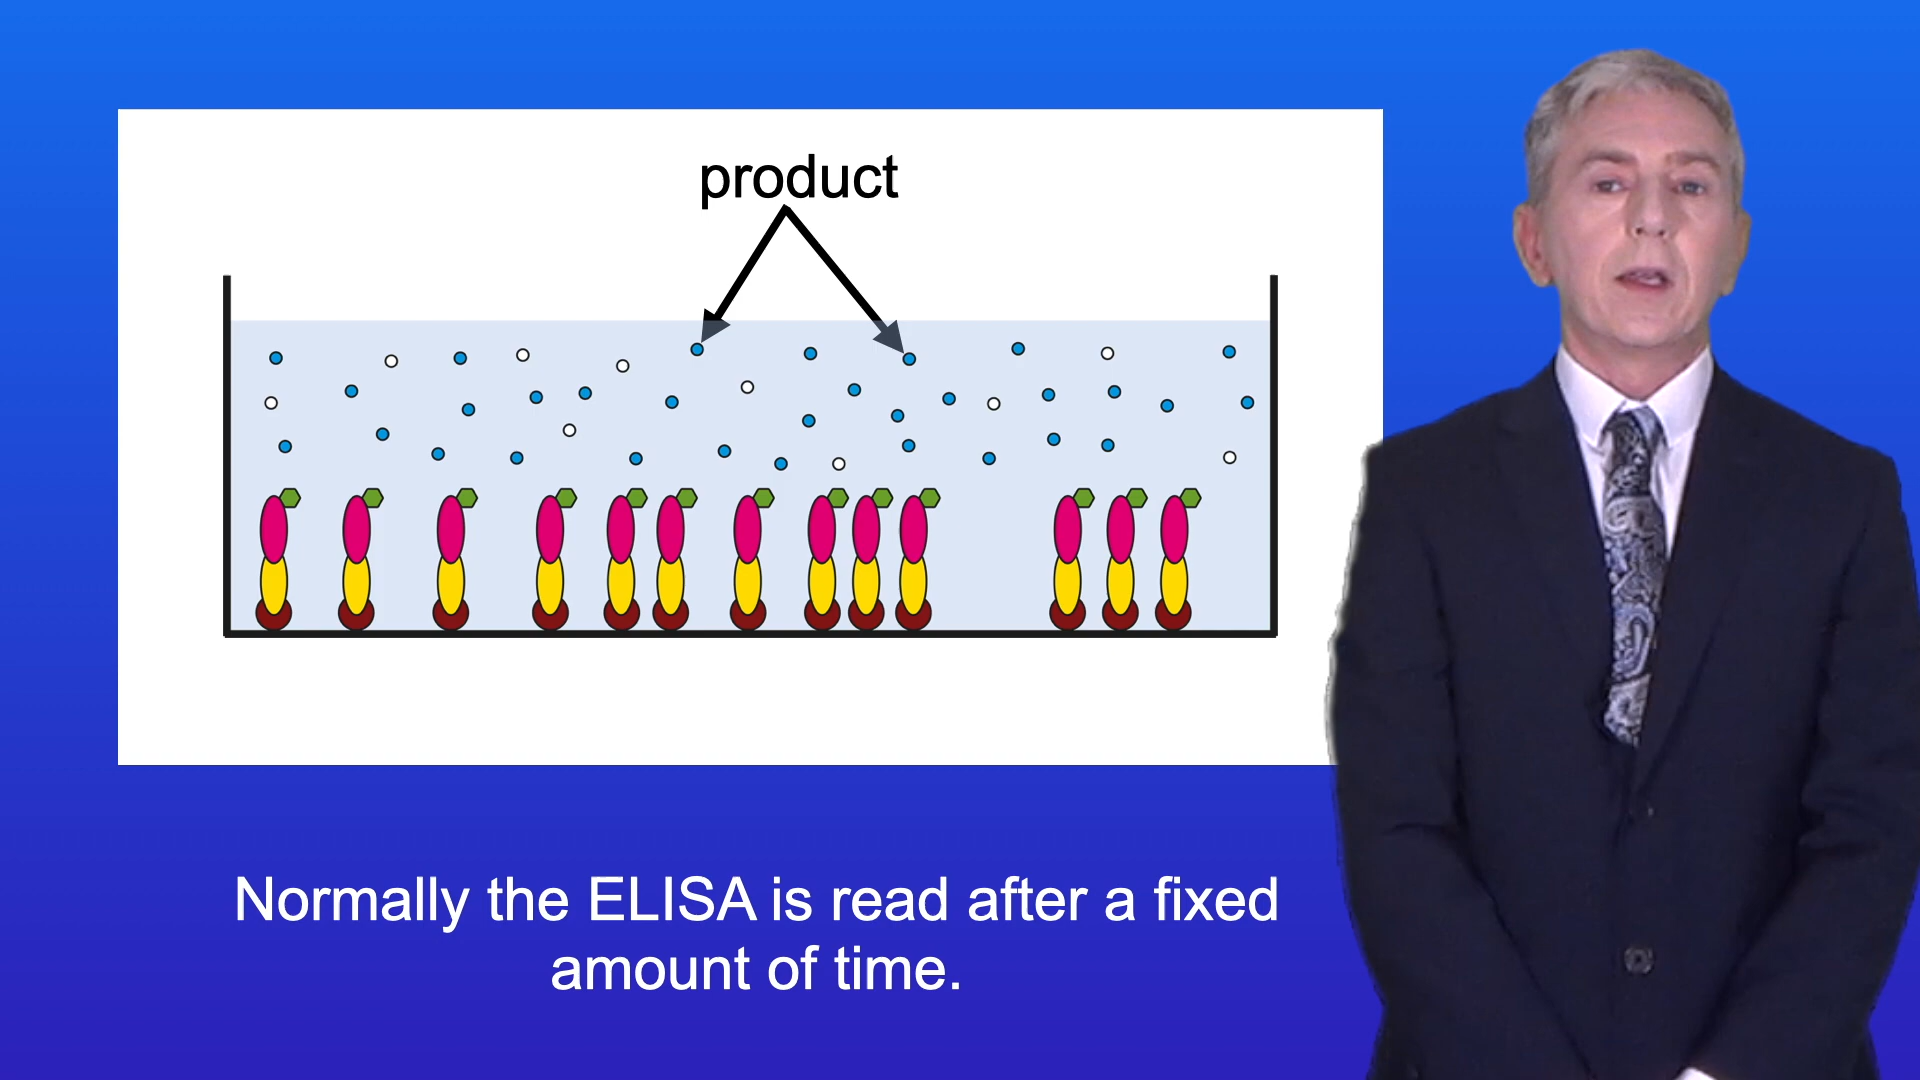 product
Normally the ELISA is read after a fixed
amount of time.